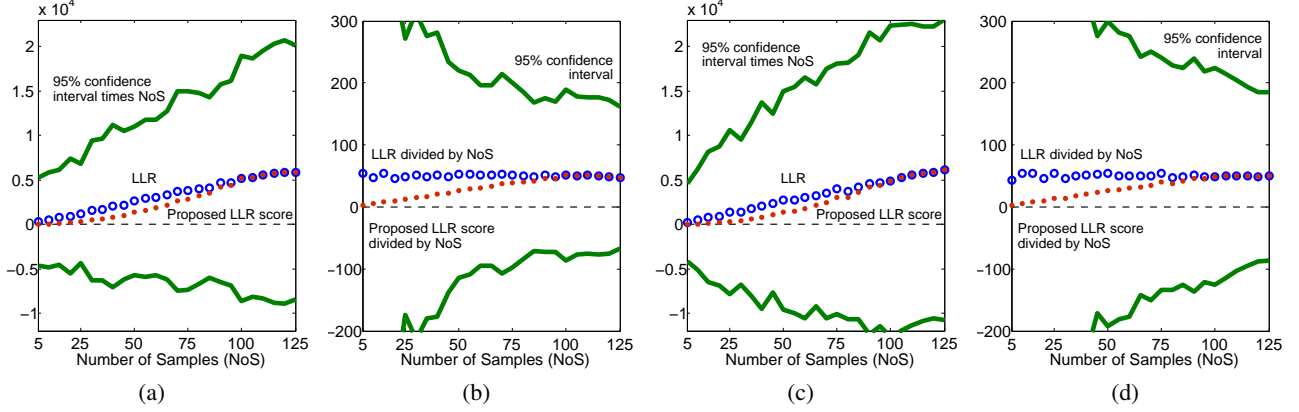 x 10^4
2
1.5
1
0.5
0
−0.5
−1
5
25
50
75
100
125
95% confidence
interval times NoS
LLR
Proposed LLR score
Number of Samples (NoS)
(a)
300
200
100
0
−100
−200
5
25
50
75
100
125
95% confidence
interval
LLR divided by NoS
Proposed LLR score
divided by NoS
Number of Samples (NoS)
(b)
x 10^4
2
1.5
1
0.5
0
−0.5
−1
5
25
50
75
100
125
95% confidence
interval times NoS
LLR
Proposed LLR score
Number of Samples (NoS)
(c)
300
200
100
0
−100
−200
5
25
50
75
100
125
95% confidence
interval
LLR divided by NoS
Proposed LLR score
divided by NoS
Number of Samples (NoS)
(d)